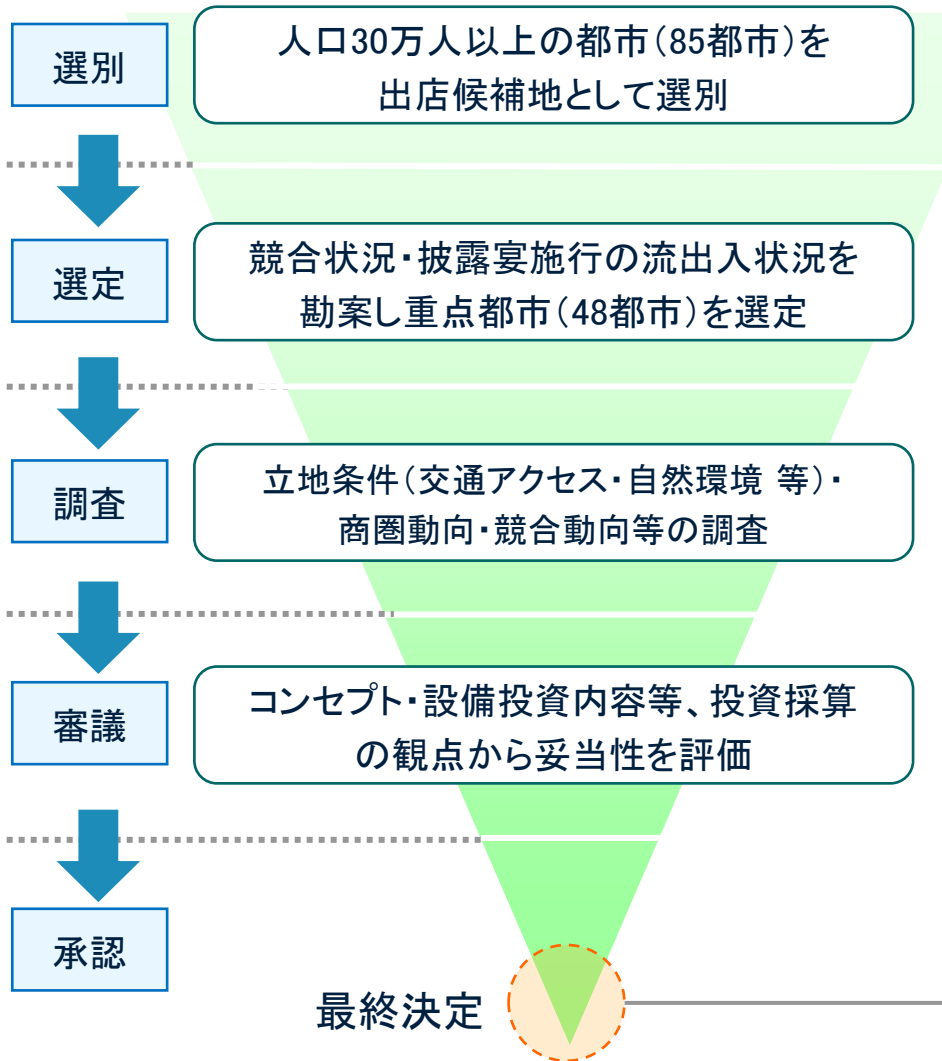 選別
人口30万人以上の都市（85都市）を
出店候補地として選別
選定
競合状況・披露宴施行の流出入状況を
勘案し重点都市（48都市）を選定
調査
立地条件（交通アクセス・自然環境 等）・
商圏動向・競合動向等の調査
審議
コンセプト・設備投資内容等、投資採算
の観点から妥当性を評価
承認
最終決定